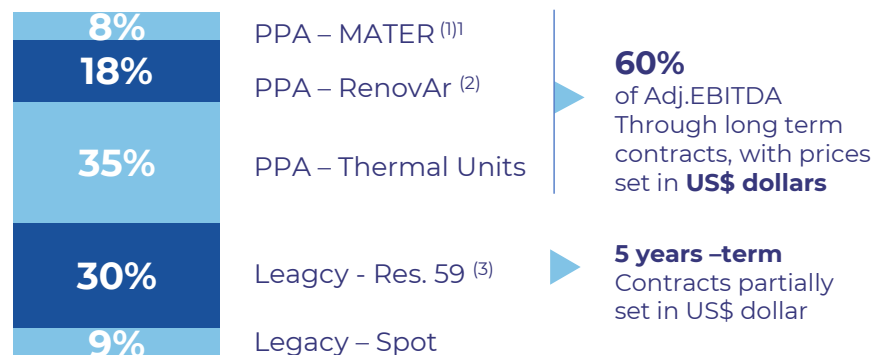 8%
PPA – MATER (1)1
18%
PPA – RenovAr (2)
35%
PPA – Thermal Units
60%
of Adj.EBITDA
Through long term
contracts, with prices
set in US$ dollars
30%
Leagcy - Res. 59 (3)
5 years –term
Contracts partially
set in US$ dollar
9%
Legacy – Spot